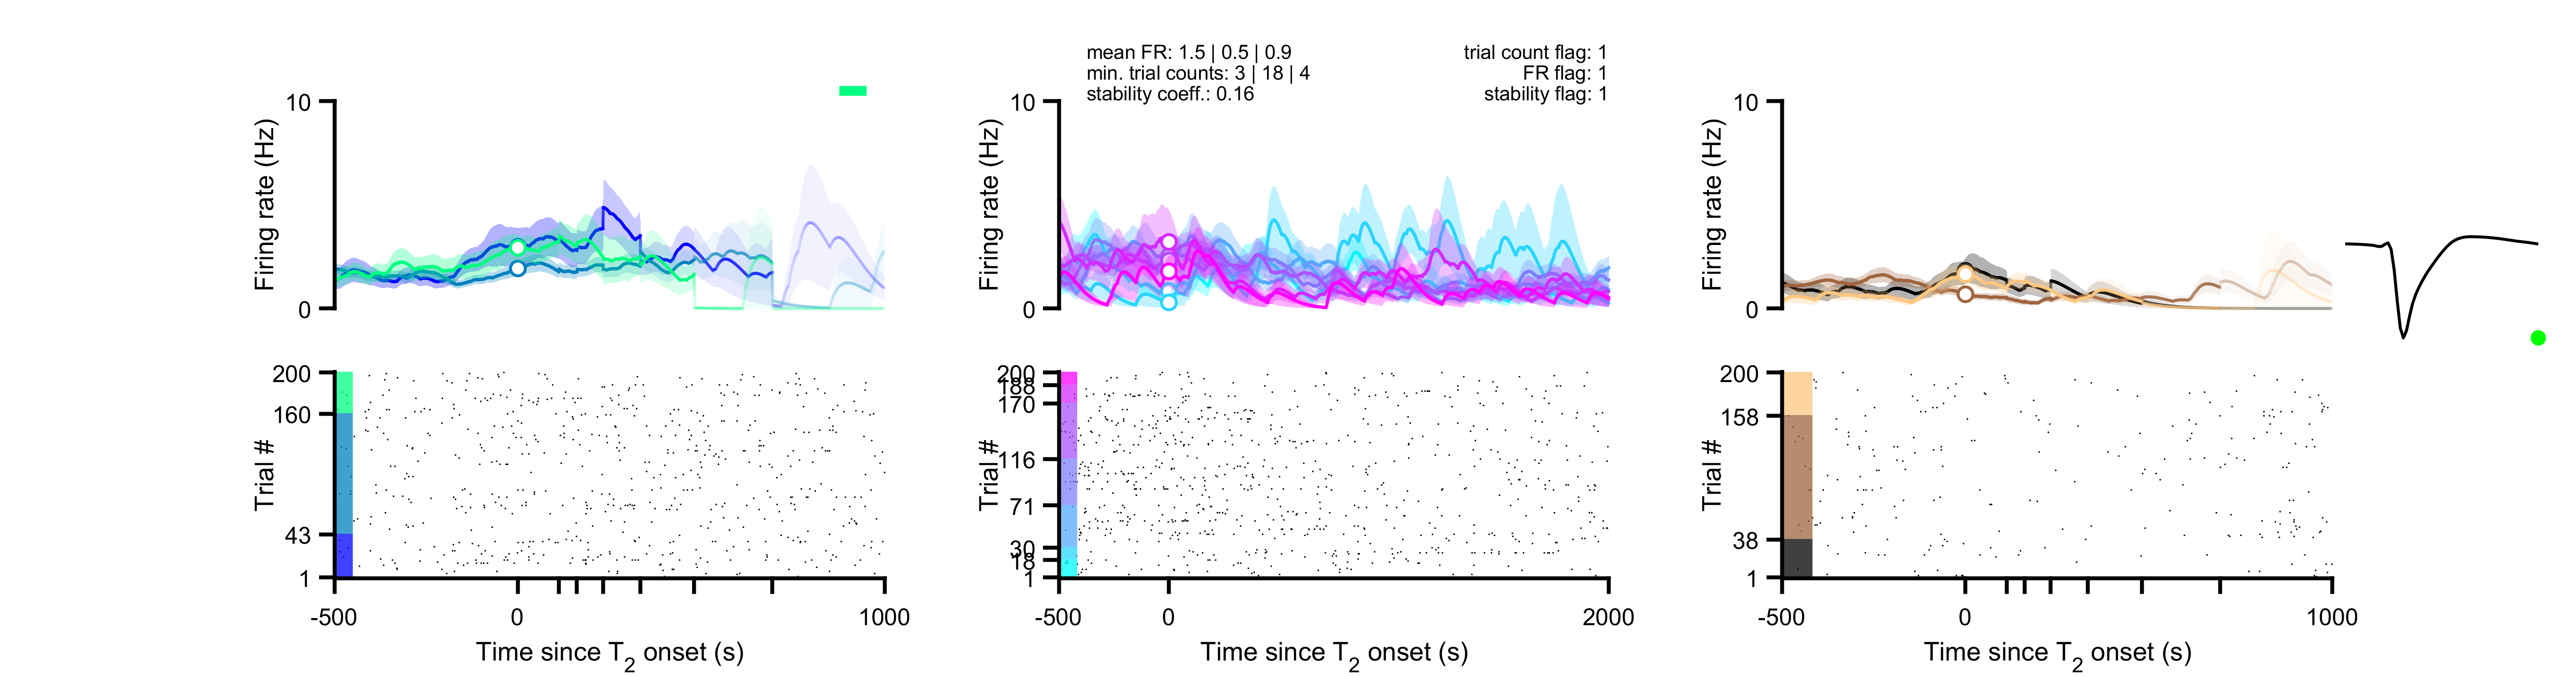 mean FR: 1.5 | 0.5 | 0.9
min. trial counts: 3 | 18 | 4
stability coeff.: 0.16
trial count flag: 1
FR flag: 1
stability flag: 1
10
0
Firing rate (Hz)
10
0
Firing rate (Hz)
10
0
Firing rate (Hz)
200
160
43
1
Trial #
-500
0
1000
Time since T2 onset (s)
200
188
170
116
71
30
18
1
Trial #
-500
0
2000
Time since T2 onset (s)
200
158
38
1
Trial #
-500
0
1000
Time since T2 onset (s)